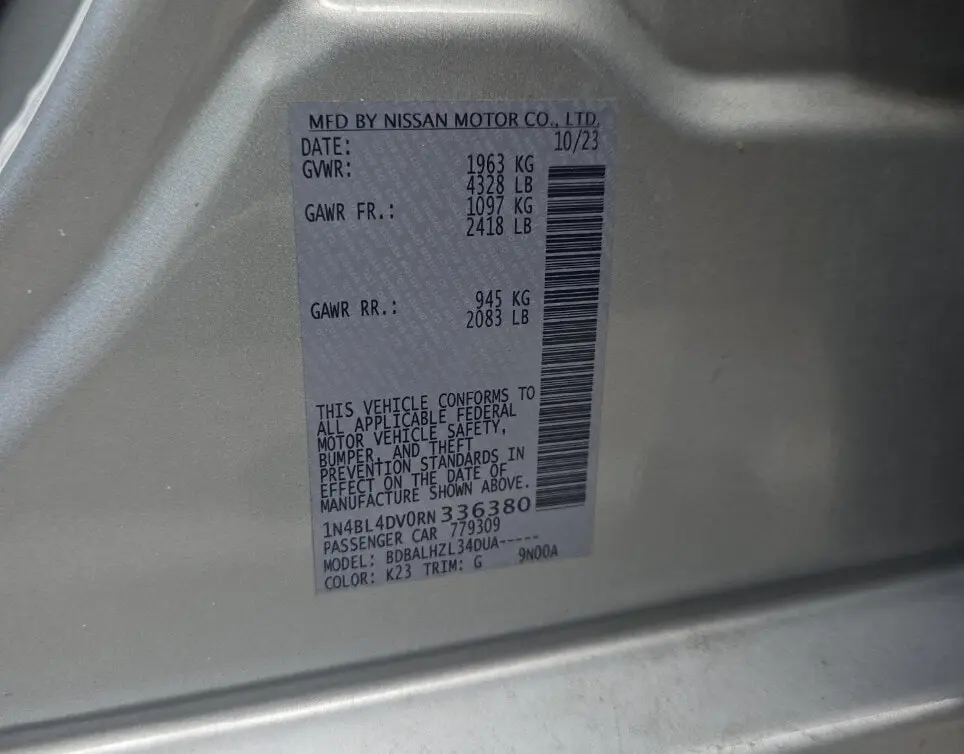 MFD BY NISSAN MOTOR CO., LTD.
DATE: 10/23
GVWR: 1963 KG
4328 LB
GAWR FR.: 1097 KG
2418 LB
GAWR RR.: 945 KG
2083 LB
THIS VEHICLE CONFORMS TO
ALL APPLICABLE FEDERAL
MOTOR VEHICLE SAFETY,
BUMPER, AND THEFT
PREVENTION STANDARDS IN
EFFECT ON THE DATE OF
MANUFACTURE SHOWN ABOVE.
1N4BL4DV0RN336380
PASSENGER CAR 779309
MODEL: BDBALHZL34DUA-----
COLOR: K23 TRIM: G 9N00A